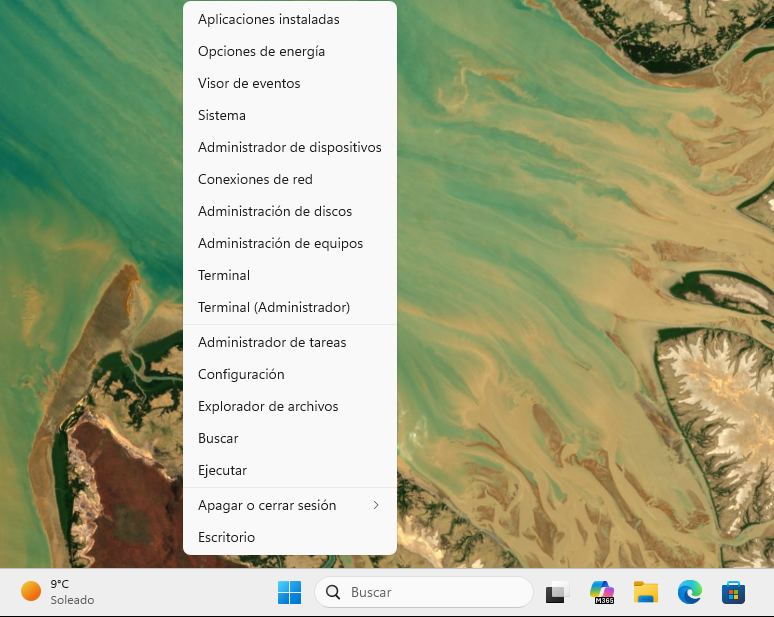 Aplicaciones instaladas
Opciones de energía
Visor de eventos
Sistema
Administrador de dispositivos
Conexiones de red
Administración de discos
Administración de equipos
Terminal
Terminal (Administrador)
Administrador de tareas
Configuración
Explorador de archivos
Buscar
Ejecutar
Apagar o cerrar sesión
Escritorio
9°C
Soleado
Buscar
M365